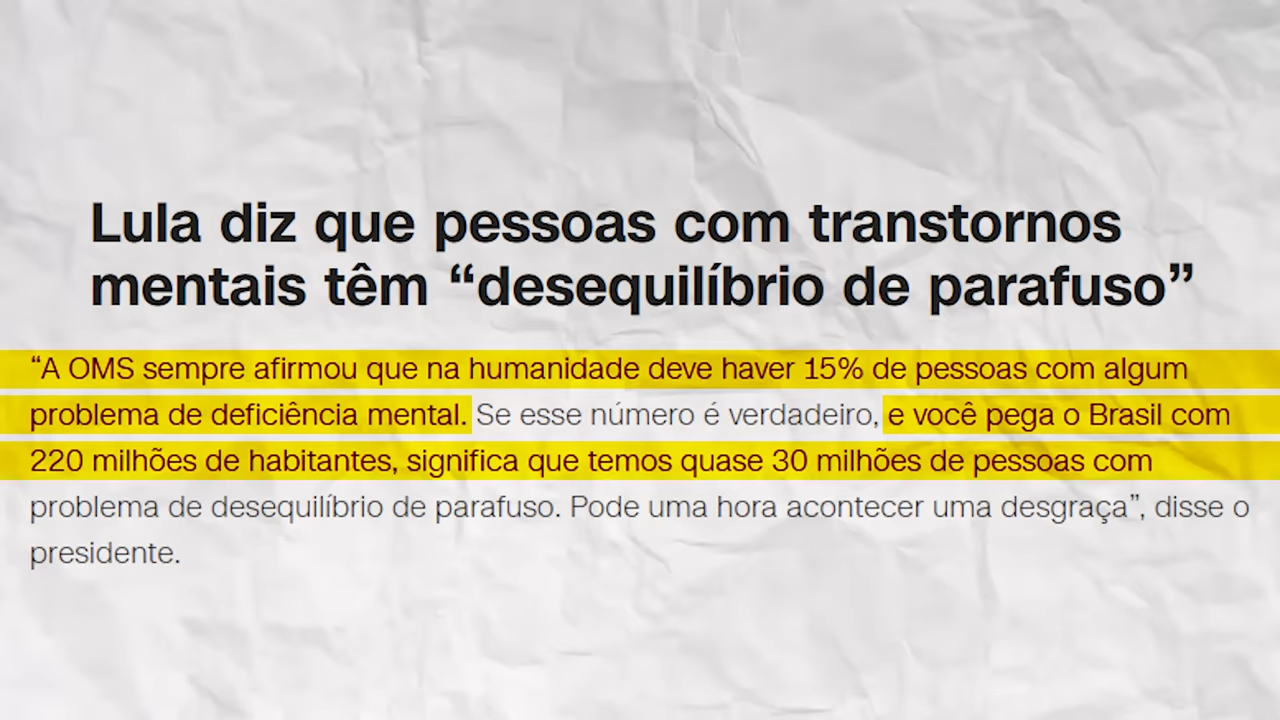 Lula diz que pessoas com transtornos
mentais têm “desequilíbrio de parafuso”
“A OMS sempre afirmou que na humanidade deve haver 15% de pessoas com algum
problema de deficiência mental. Se esse número é verdadeiro, e você pega o Brasil com
220 milhões de habitantes, significa que temos quase 30 milhões de pessoas com
problema de desequilíbrio de parafuso. Pode uma hora acontecer uma desgraça”, disse o
presidente.